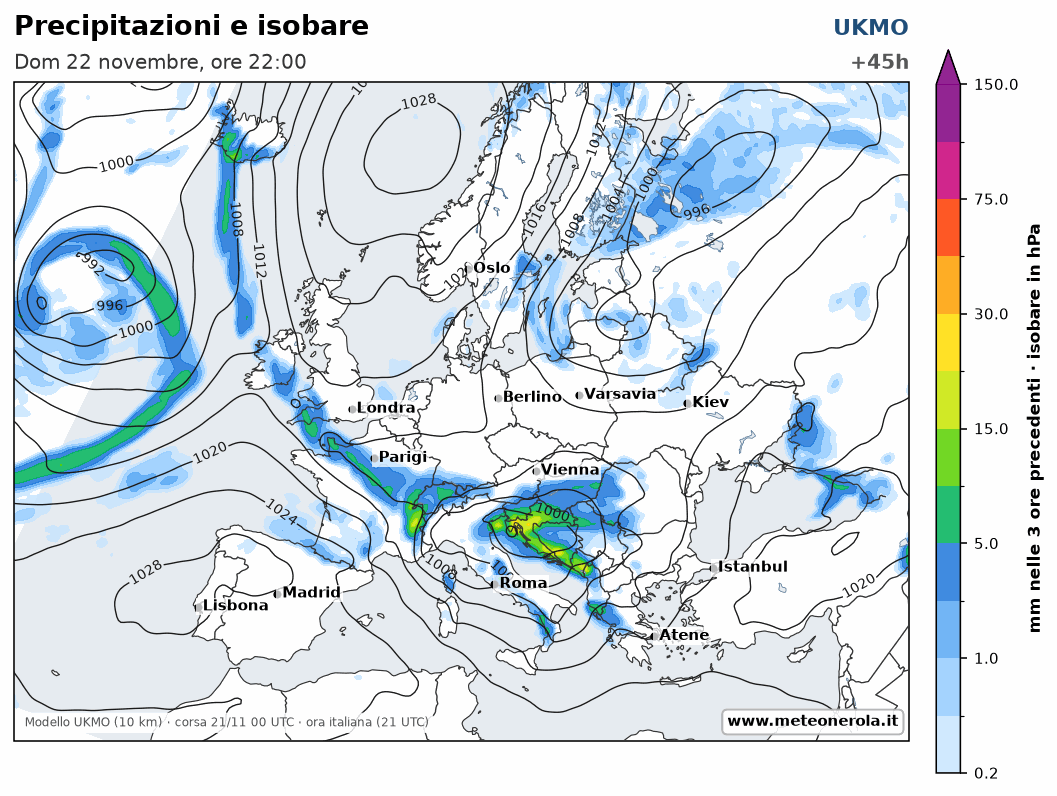 Precipitazioni e isobare
UKMO
Dom 22 novembre, ore 22:00
+45h
1028
1012
1000
1000
1004
996
1008
1016
1008
1012
992
996
1000
Oslo
Londra
Berlino
Varsavia
Kiev
Parigi
1020
Vienna
1024
1000
1008
1028
Istanbul
Roma
Madrid
1020
Lisbona
Atene
Modello UKMO (10 km) · corsa 21/11 00 UTC · ora italiana (21 UTC)
www.meteonerola.it
150.0
75.0
30.0
15.0
5.0
1.0
0.2
mm nelle 3 ore precedenti · isobare in hPa